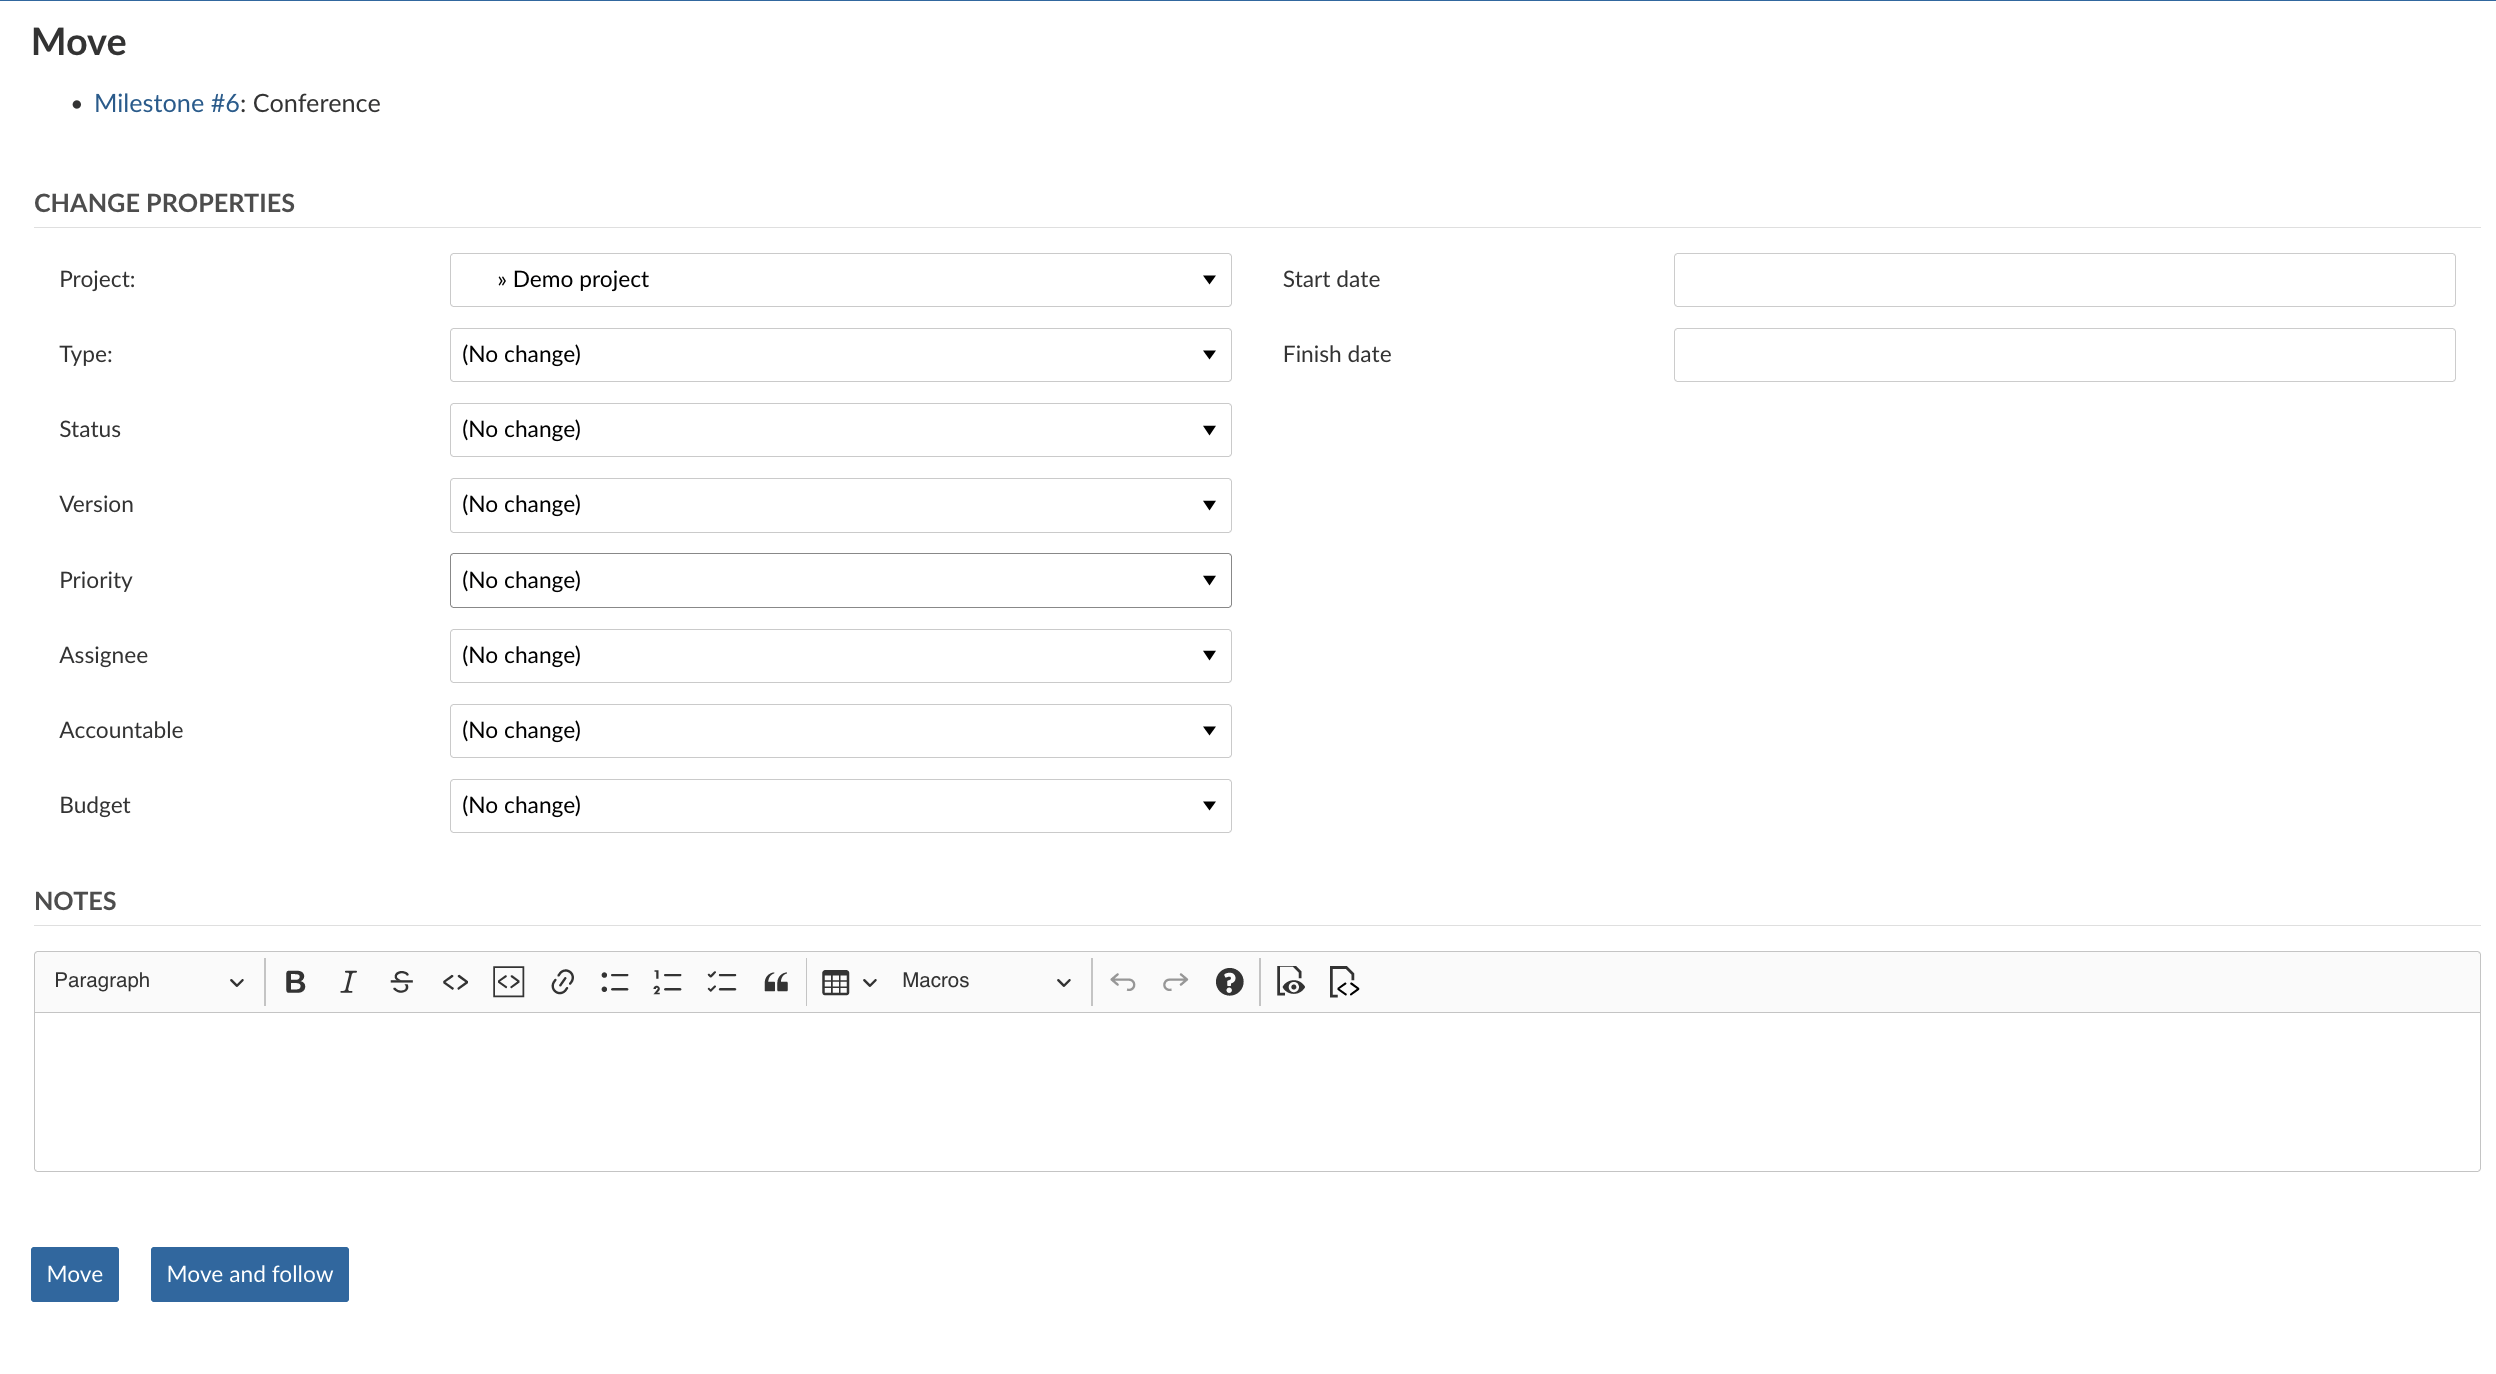 Move
• Milestone #6: Conference
CHANGE PROPERTIES
Project:
» Demo project
Start date
Type:
(No change)
Finish date
Status
(No change)
Version
(No change)
Priority
(No change)
Assignee
(No change)
Accountable
(No change)
Budget
(No change)
NOTES
Paragraph
Macros
Move
Move and follow